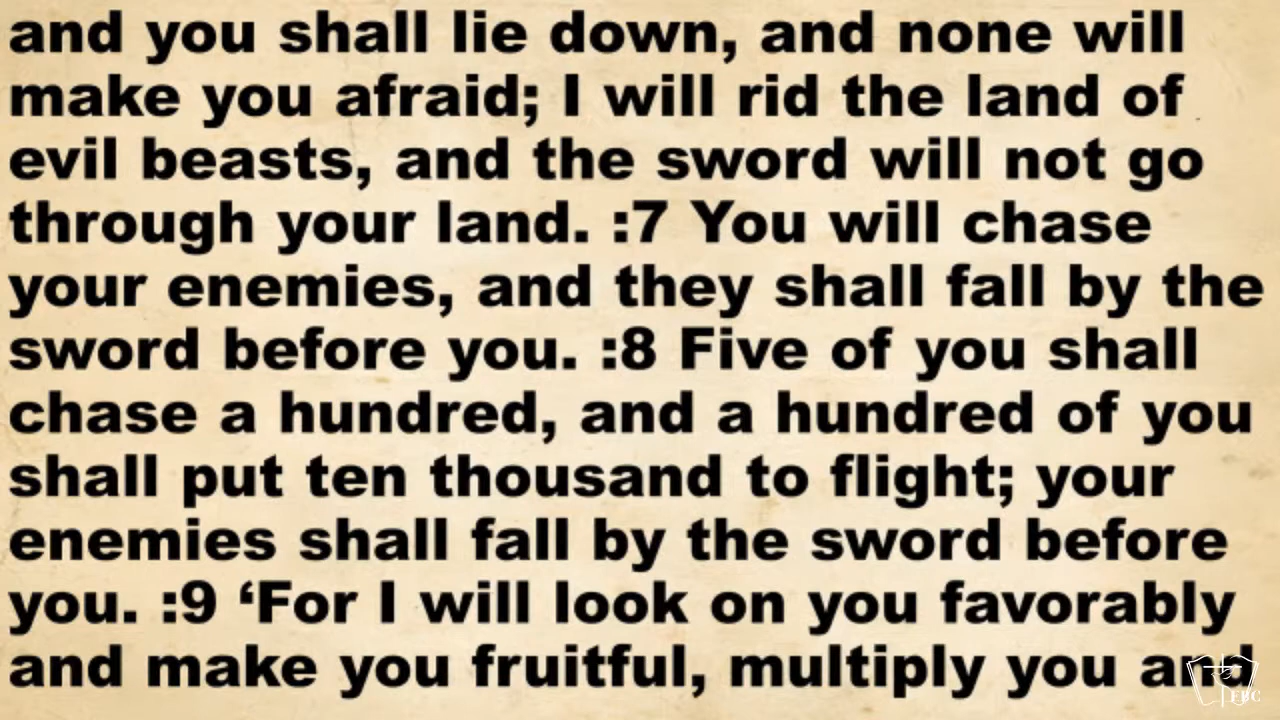 and you shall lie down, and none will
make you afraid; I will rid the land of
evil beasts, and the sword will not go
through your land. :7 You will chase
your enemies, and they shall fall by the
sword before you. :8 Five of you shall
chase a hundred, and a hundred of you
shall put ten thousand to flight; your
enemies shall fall by the sword before
you. :9 ‘For I will look on you favorably
and make you fruitful, multiply you and